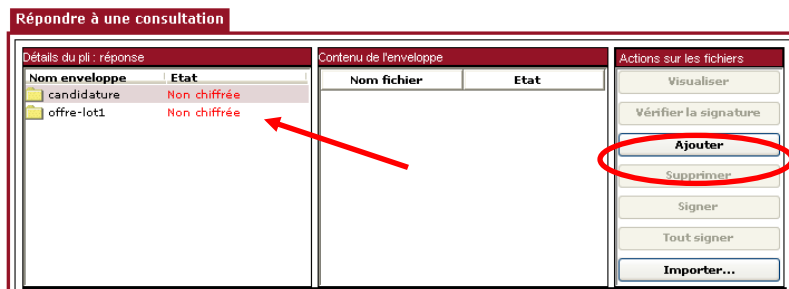 Répondre à une consultation
Détails du pli : réponse
Nom enveloppe Etat
candidature Non chiffrée
offre-lot1 Non chiffrée
Contenu de l'enveloppe
Nom fichier Etat
Actions sur les fichiers
Visualiser
Vérifier la signature
Ajouter
Supprimer
Signer
Tout signer
Importer...